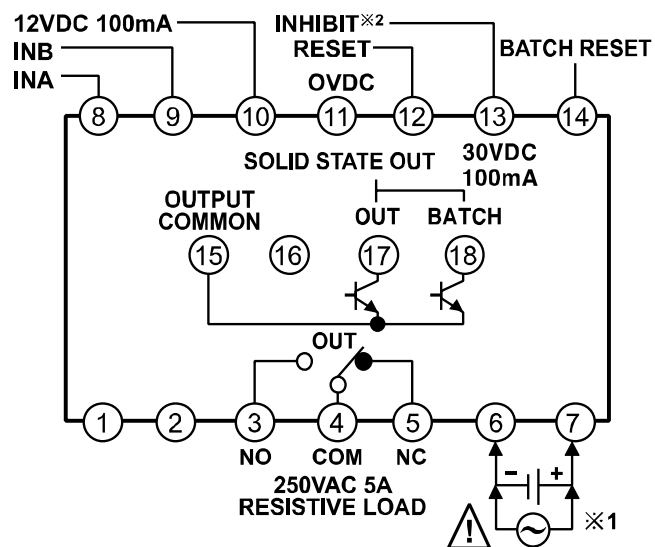 12VDC 100mA
INHIBIT※2
INB
RESET
BATCH RESET
INA
OVDC
8 9 10 11 12 13 14
SOLID STATE OUT
30VDC
100mA
OUTPUT
COMMON
OUT
BATCH
15 16 17 18
OUT
1 2 3 4 5 6 7
NO COM NC
- +
250VAC 5A
RESISTIVE LOAD
! ~ ※1